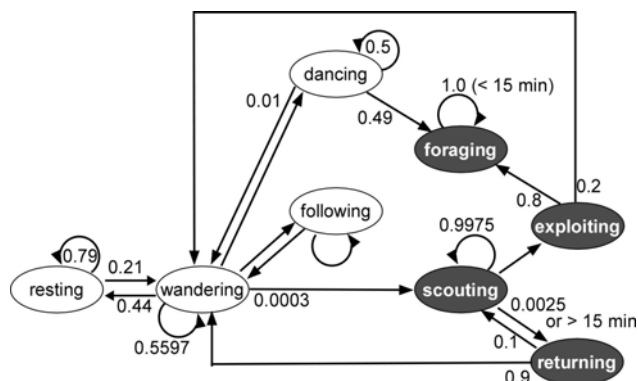 0.5
dancing
1.0 (< 15 min)
0.01
0.49
foraging
0.2
0.8
following
0.9975
exploiting
0.79
0.21
resting
wandering
scouting
0.44
0.0003
0.0025
or > 15 min
0.1
0.5597
returning
0.9